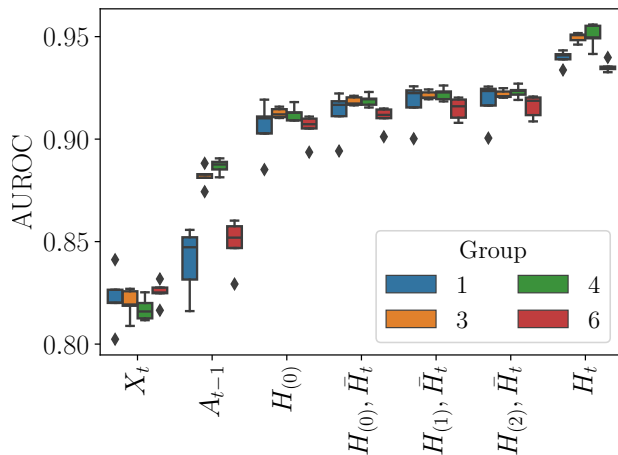 0.95
0.90
0.85
0.80
AUROC
Group
1 4
3 6
X_t
A_{t−1}
H_{(0)}
H_{(0)}, H̄_t
H_{(1)}, H̄_t
H_{(2)}, H̄_t
H_t